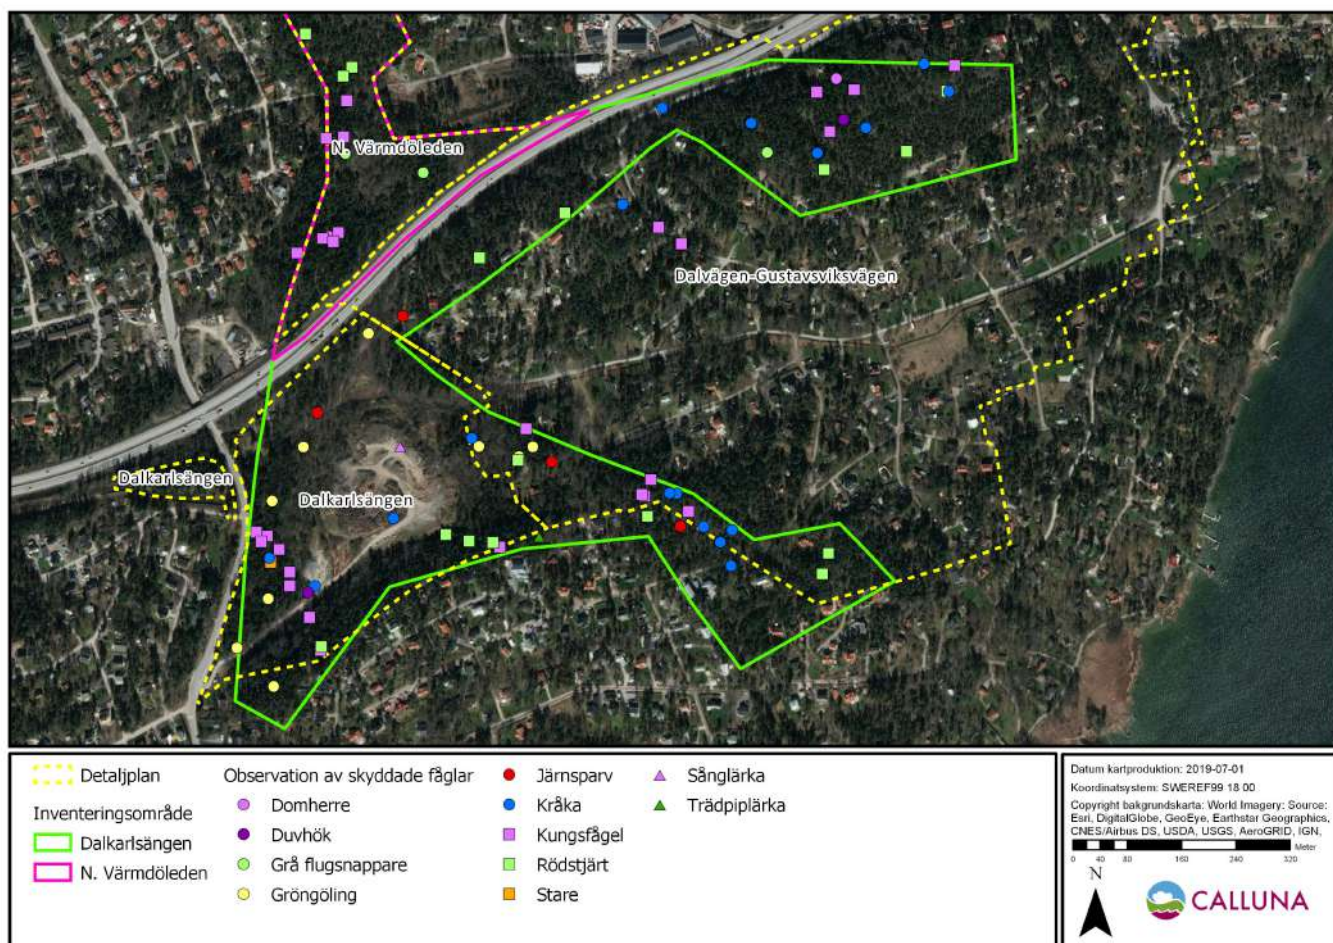 N. Värmdöleden
Dalvägen-Gustavsviksvägen
Dalkarlsängen
Dalkarlsängen
Detaljplan
Inventeringsområde
Dalkarlsängen
N. Värmdöleden
Observation av skyddade fåglar
Domherre
Duvhök
Grå flugsnappare
Gröngöling
Järnsparv
Kråka
Kungsfågel
Rödstjärt
Stare
Sånglärka
Trädpiplärka
Datum kartproduktion: 2019-07-01
Koordinatsystem: SWEREF99 18 00
Copyright bakgrundskarta: World Imagery: Source:
Esri, DigitalGlobe, GeoEye, Earthstar Geographics,
CNES/Airbus DS, USDA, USGS, AeroGRID, IGN,
Meter
0 40 80 160 240 320
N
CALLUNA